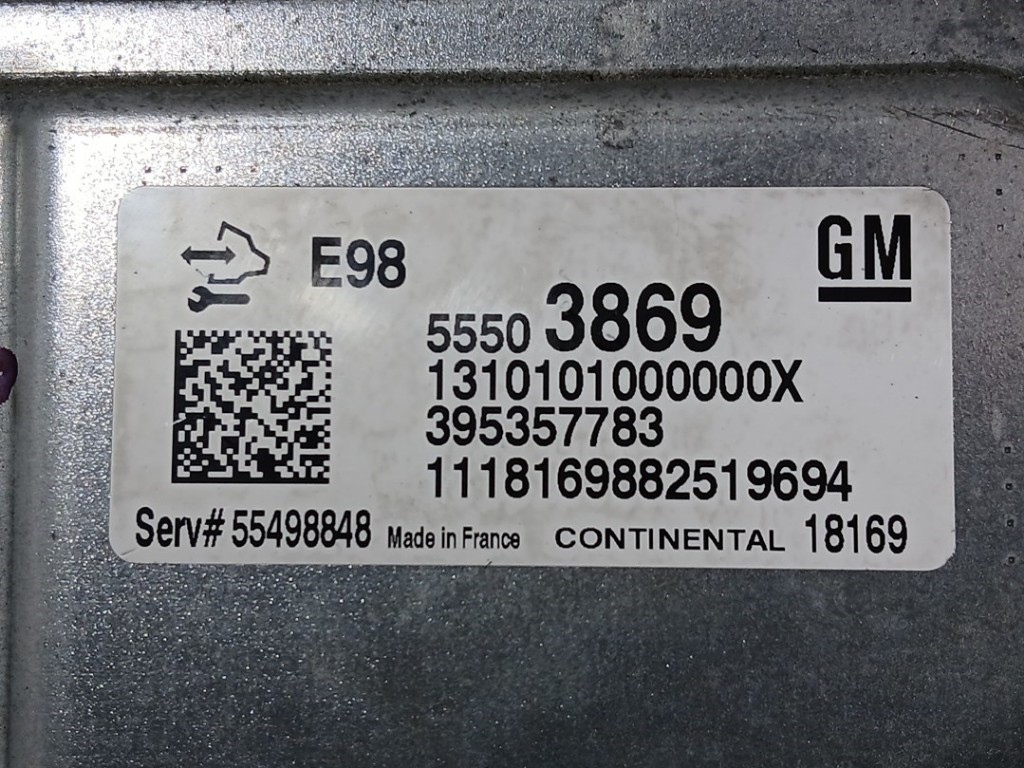 E98
GM
5550 3869
1310101000000X
395357783
1118169882519694
Serv# 55498848 Made in France CONTINENTAL 18169